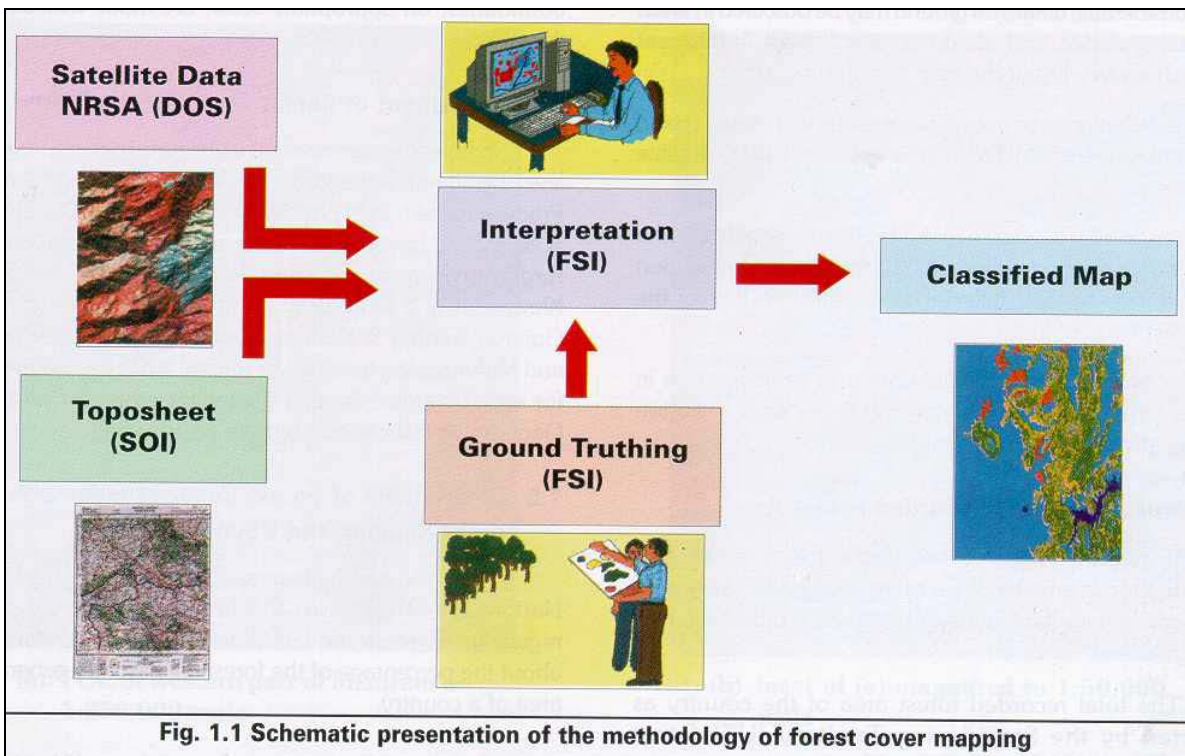 Satellite Data
NRSA (DOS)
Interpretation
(FSI)
Classified Map
Toposheet
(SOI)
Ground Truthing
(FSI)
Fig. 1.1 Schematic presentation of the methodology of forest cover mapping